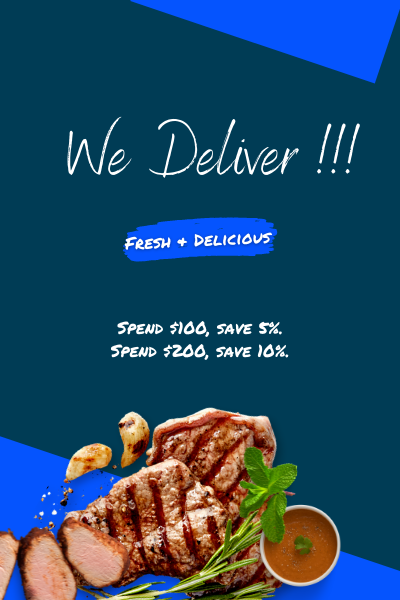 We Deliver !!!
Fresh & Delicious
Spend $100, save 5%.
Spend $200, save 10%.